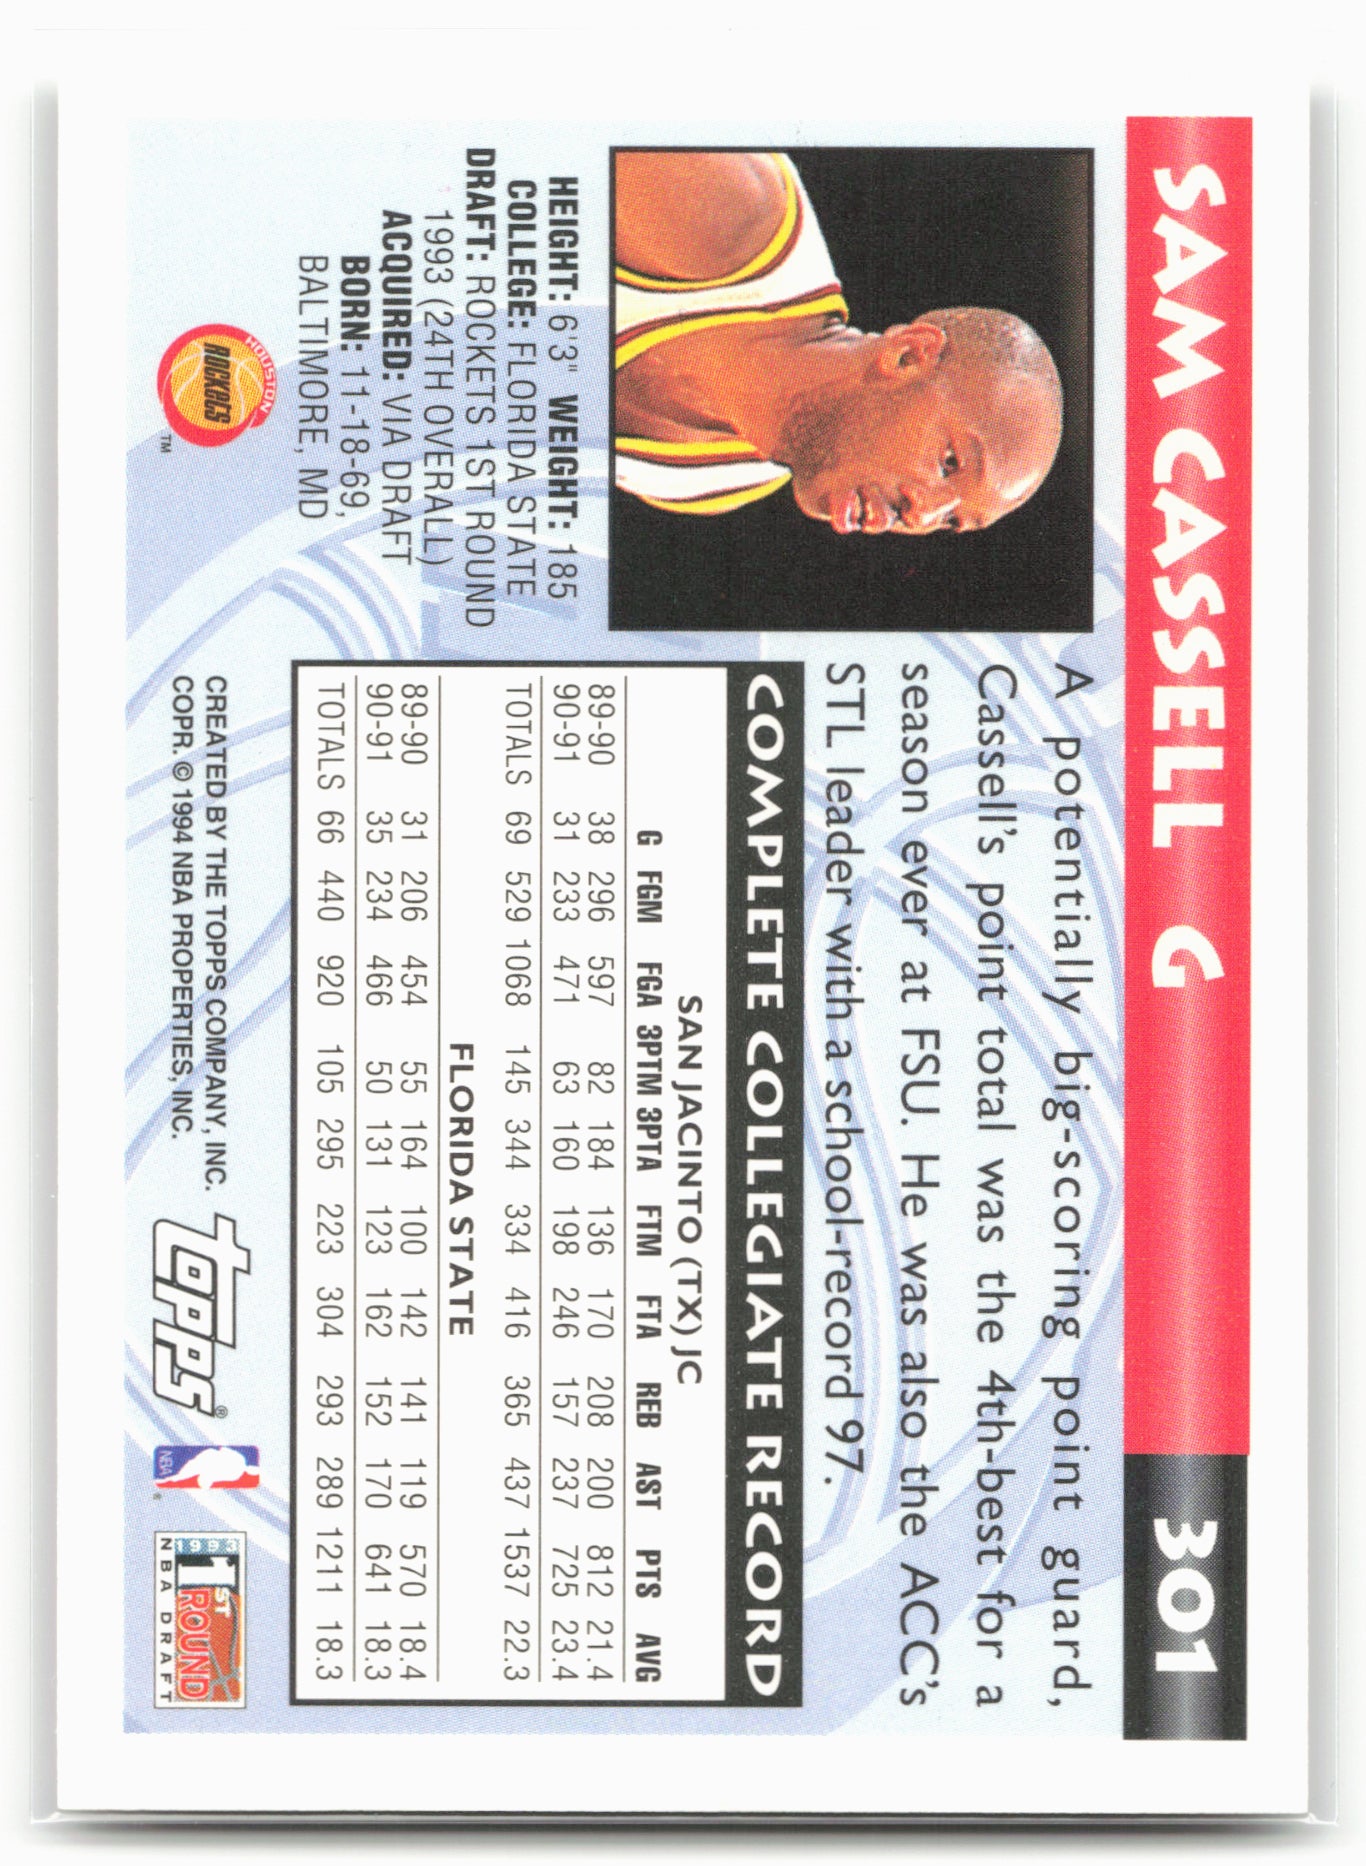 SAM CASSELL G 301
A potentially big-scoring point guard,
Cassell's point total was the 4th-best for a
season ever at FSU. He was also the ACC's
STL leader with a school-record 97.
HEIGHT: 6'3" WEIGHT: 185
COLLEGE: FLORIDA STATE
DRAFT: ROCKETS 1ST ROUND
1993 (24TH OVERALL)
ACQUIRED: VIA DRAFT
BORN: 11-18-69,
BALTIMORE, MD
HOUSTON
ROCKETS
TM
COMPLETE COLLEGIATE RECORD
SAN JACINTO (TX) JC
G FGM FGA 3PTM 3PTA FTM FTA REB AST PTS AVG
89-90 38 296 597 82 184 136 170 208 200 812 21.4
90-91 31 233 471 63 160 198 246 157 237 725 23.4
TOTALS 69 529 1068 145 344 334 416 365 437 1537 22.3
FLORIDA STATE
89-90 31 206 454 55 164 100 142 141 119 570 18.4
90-91 35 234 466 50 131 123 162 152 170 641 18.3
TOTALS 66 440 920 105 295 223 304 293 289 1211 18.3
CREATED BY THE TOPPS COMPANY, INC.
COPR. © 1994 NBA PROPERTIES, INC.
Topps ®
NBA ®
1993
1ST
ROUND
NBA DRAFT